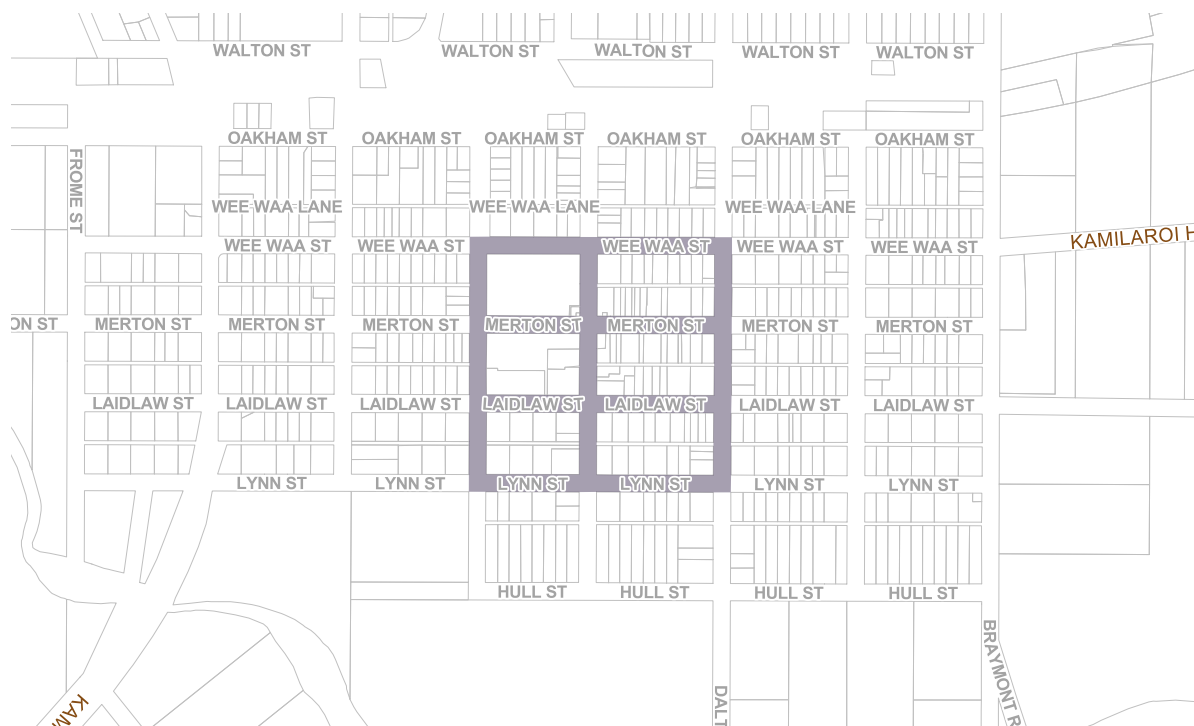 WALTON ST
WALTON ST
WALTON ST
WALTON ST
WALTON ST
OAKHAM ST
OAKHAM ST
OAKHAM ST
OAKHAM ST
OAKHAM ST
OAKHAM ST
FROME ST
WEE WAA LANE
WEE WAA LANE
WEE WAA LANE
WEE WAA ST
WEE WAA ST
WEE WAA ST
WEE WAA ST
WEE WAA ST
KAMILAROI H
ON ST
MERTON ST
MERTON ST
MERTON ST
MERTON ST
MERTON ST
MERTON ST
MERTON ST
LAIDLAW ST
LAIDLAW ST
LAIDLAW ST
LAIDLAW ST
LAIDLAW ST
LAIDLAW ST
LAIDLAW ST
LYNN ST
LYNN ST
LYNN ST
LYNN ST
LYNN ST
LYNN ST
HULL ST
HULL ST
HULL ST
HULL ST
BRAYMONT R
DALT
KAM